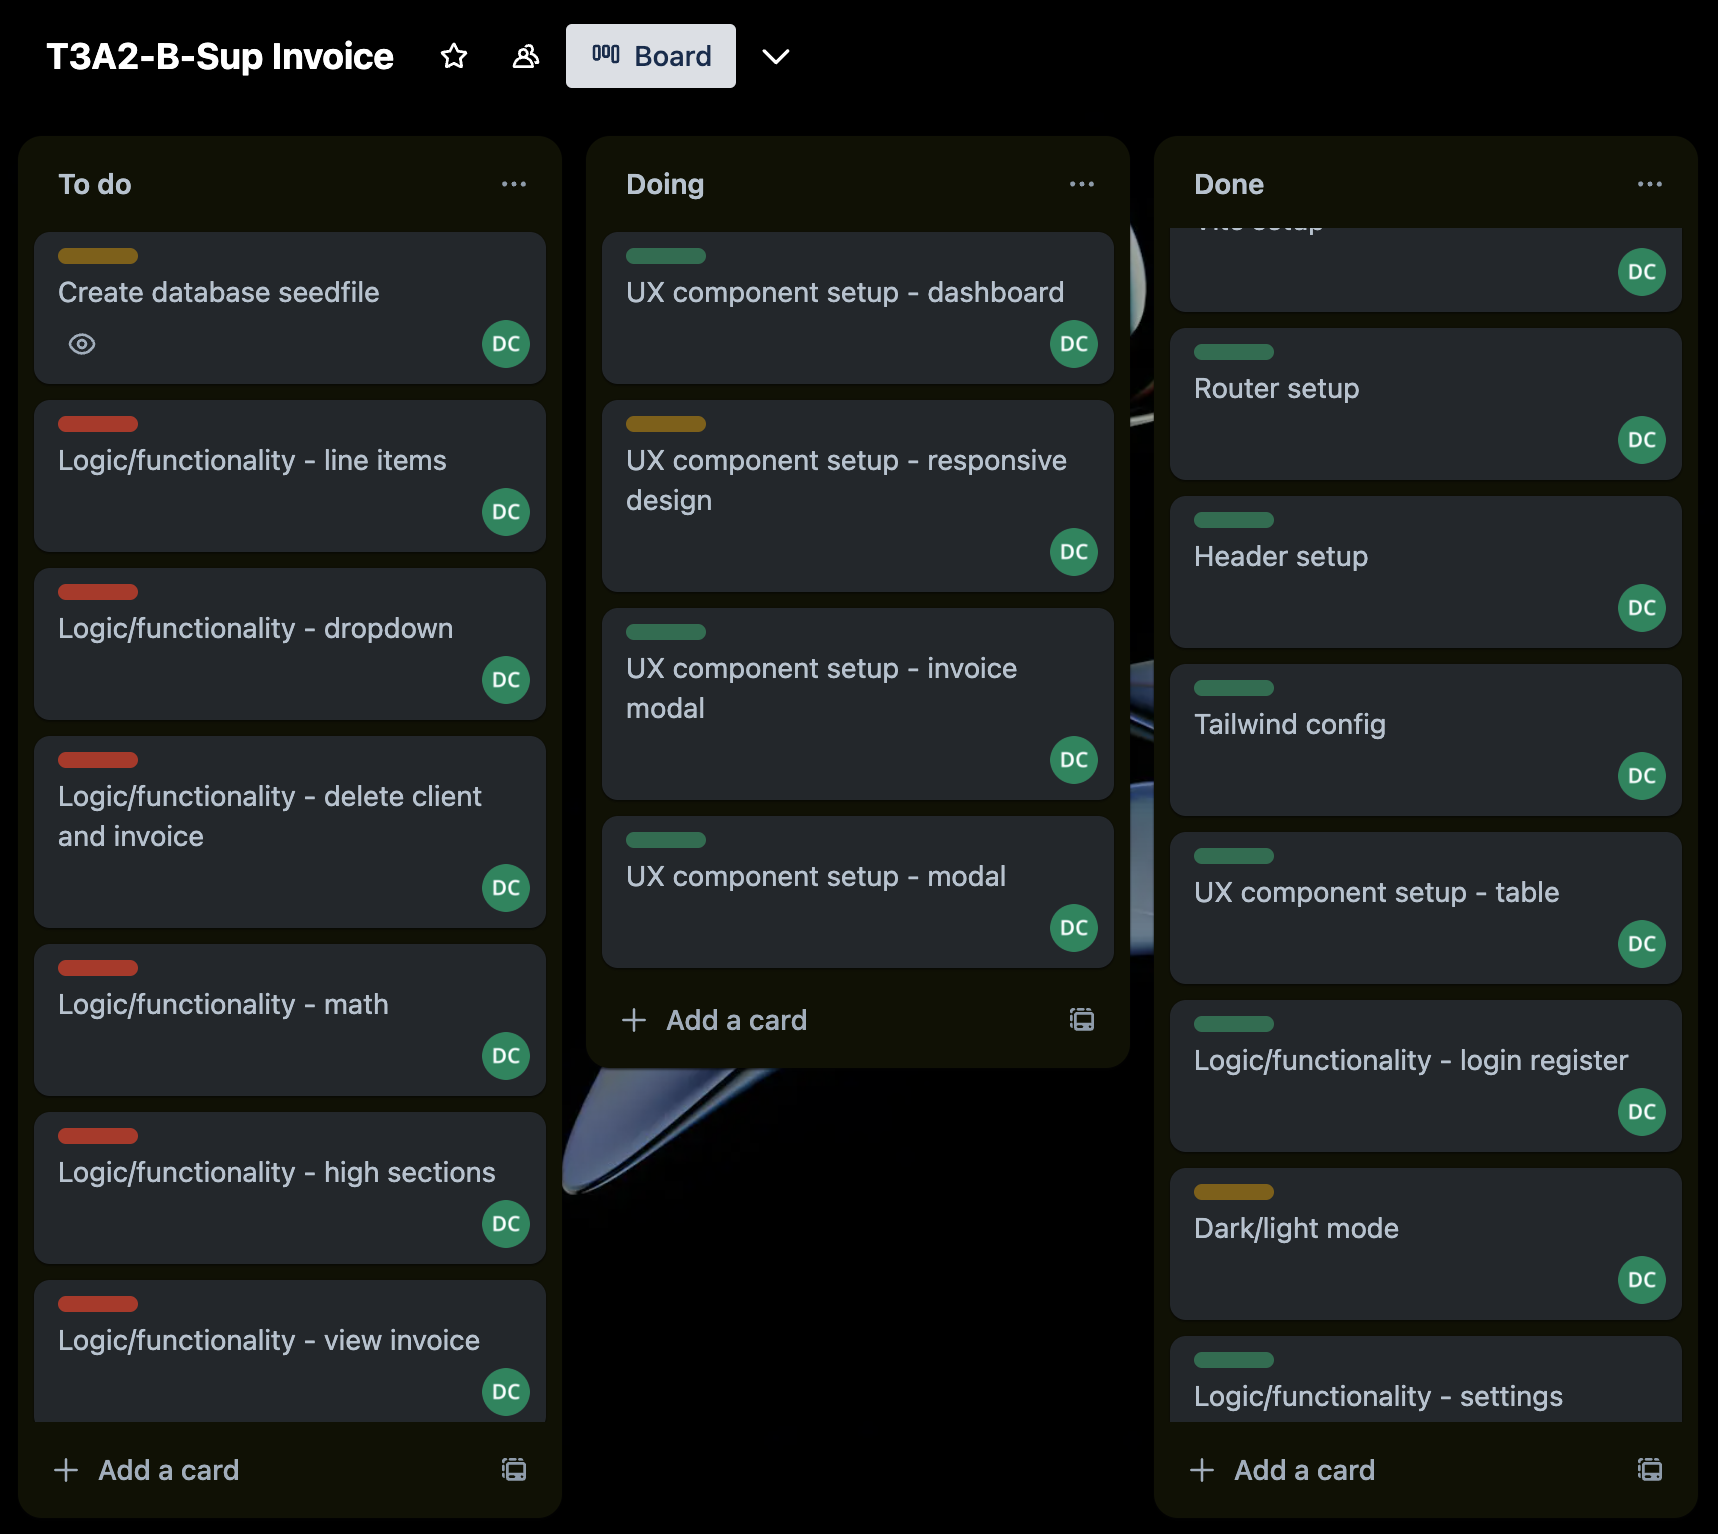 T3A2-B-Sup Invoice
Board
To do
Create database seedfile
DC
Logic/functionality - line items
DC
Logic/functionality - dropdown
DC
Logic/functionality - delete client
and invoice
DC
Logic/functionality - math
DC
Logic/functionality - high sections
DC
Logic/functionality - view invoice
DC
Add a card
Doing
UX component setup - dashboard
DC
UX component setup - responsive
design
DC
UX component setup - invoice
modal
DC
UX component setup - modal
DC
Add a card
Done
Vite setup
DC
Router setup
DC
Header setup
DC
Tailwind config
DC
UX component setup - table
DC
Logic/functionality - login register
DC
Dark/light mode
DC
Logic/functionality - settings
Add a card